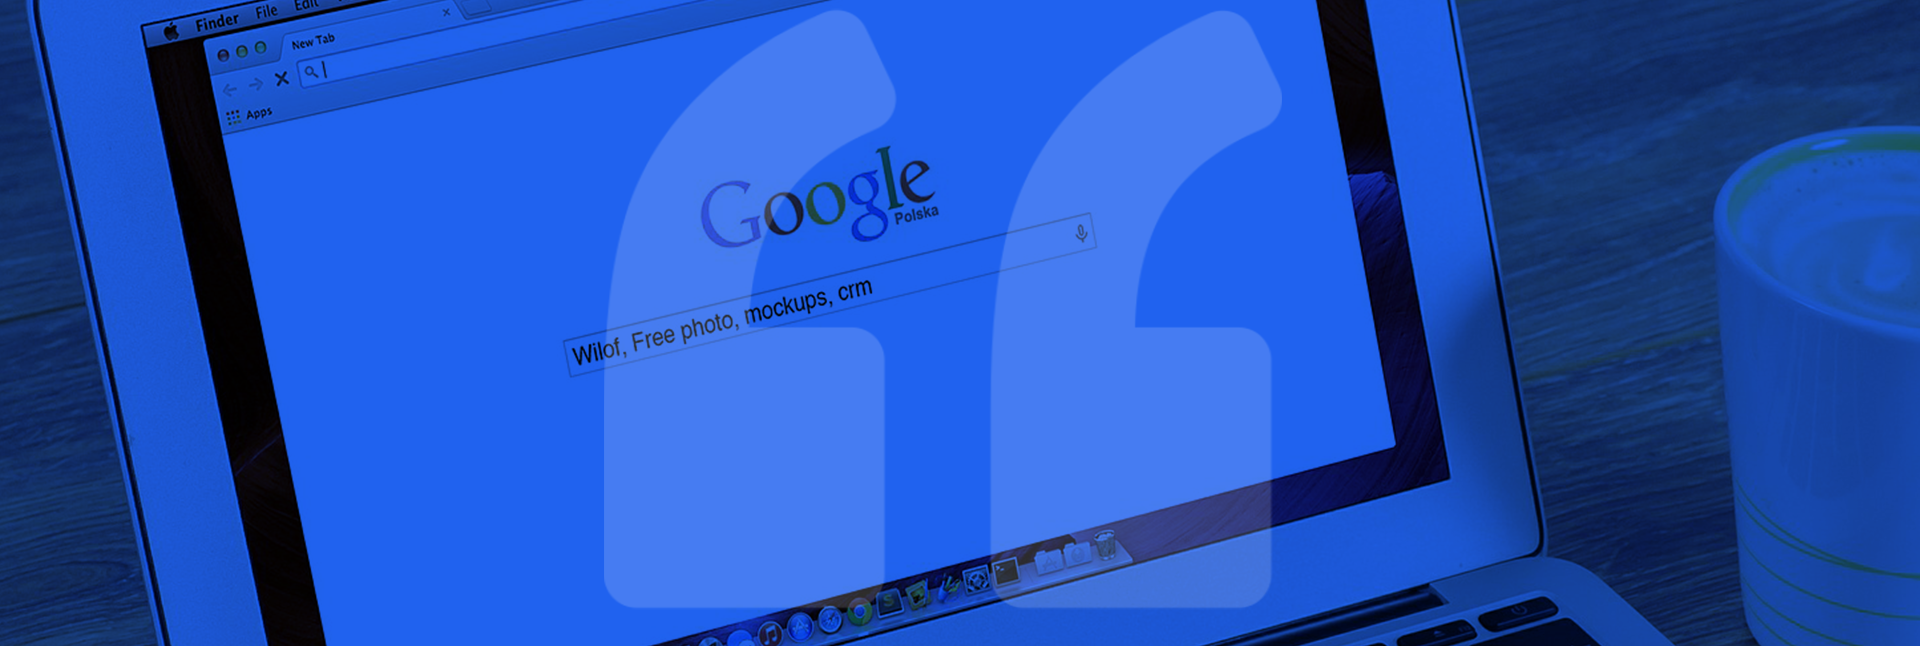 Finder File Edit
New Tab
Apps
Google
Polska
Wilof, Free photo, mockups, crm